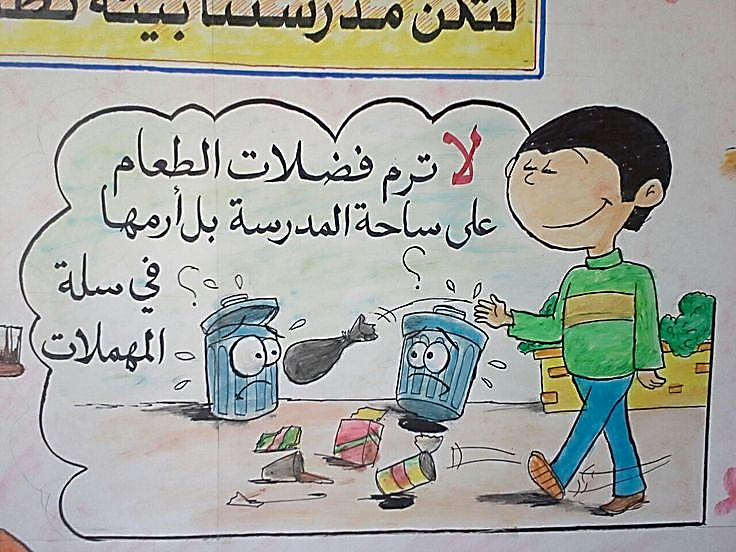 لتكن مدرستنا بيئة
لا ترم فضلات الطعام
على ساحة المدرسة بل أرمها
في سلة
المهملات
؟
؟